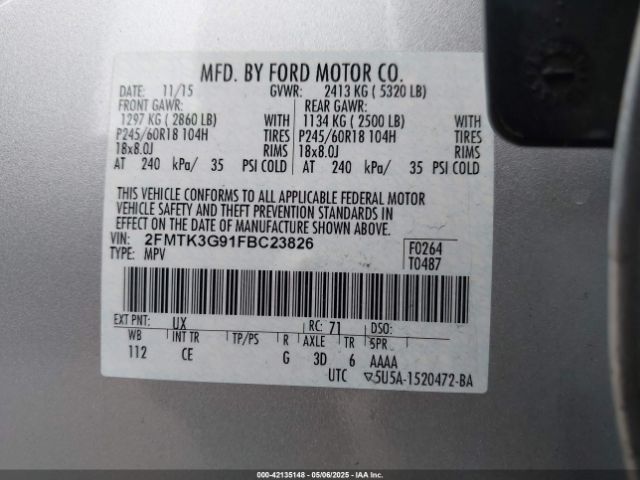 MFD. BY FORD MOTOR CO.
DATE: 11/15 GVWR: 2413 KG ( 5320 LB)
FRONT GAWR: REAR GAWR:
1297 KG ( 2860 LB) WITH 1134 KG ( 2500 LB) WITH
P245/60R18 104H TIRES P245/60R18 104H TIRES
18x8.0J RIMS 18x8.0J RIMS
AT 240 kPa/ 35 PSI COLD AT 240 kPa/ 35 PSI COLD
THIS VEHICLE CONFORMS TO ALL APPLICABLE FEDERAL MOTOR
VEHICLE SAFETY AND THEFT PREVENTION STANDARDS IN
EFFECT ON THE DATE OF MANUFACTURE SHOWN ABOVE.
VIN: 2FMTK3G91FBC23826 F0264
TYPE: MPV T0487
EXT PNT: UX RC: 71 DSO:
WB INT TR TP/PS R AXLE TR SPR
112 CE G 3D 6 AAAA
UTC ▽5U5A-1520472-BA
000-42135148 - 05/06/2025 - IAA Inc.